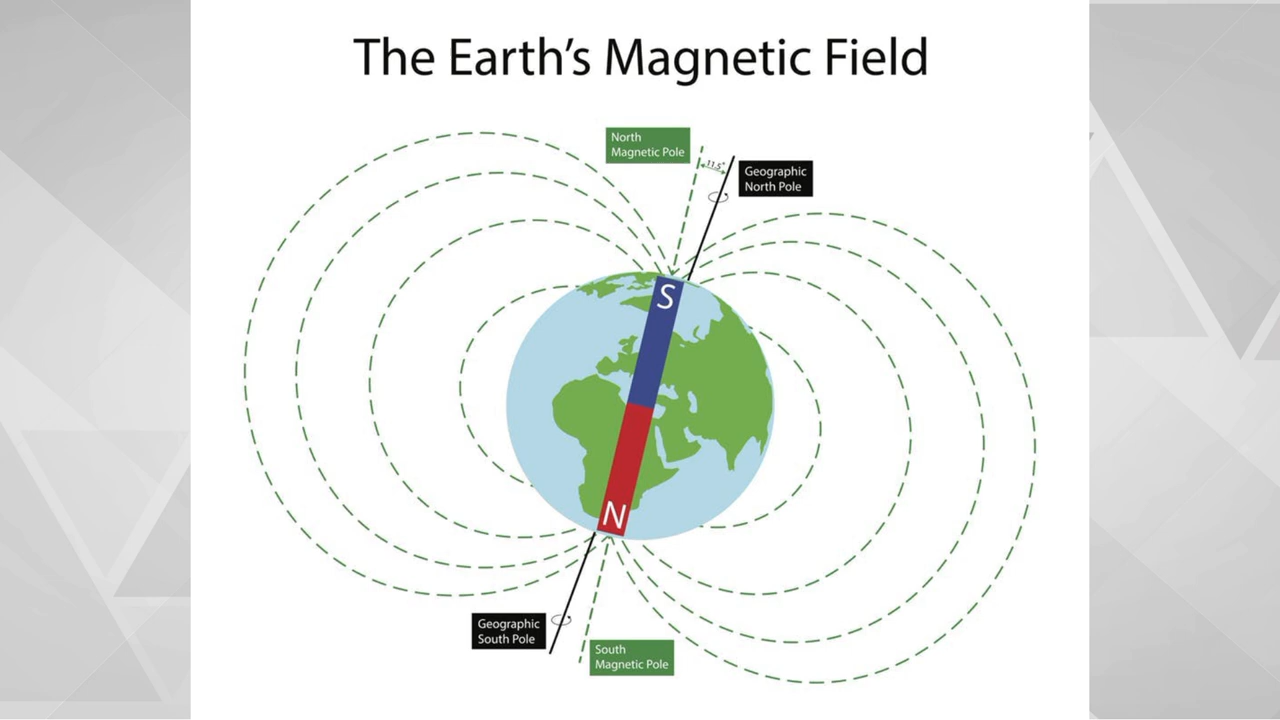 The Earth's Magnetic Field
North
Magnetic Pole
11.5°
Geographic
North Pole
S
N
Geographic
South Pole
South
Magnetic Pole